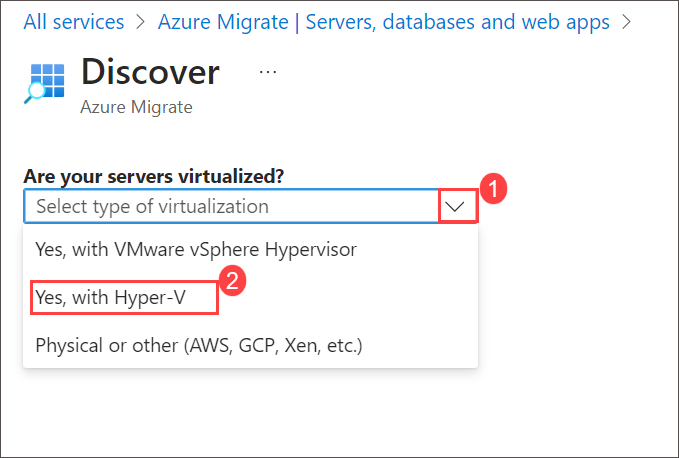 All services > Azure Migrate | Servers, databases and web apps >
Discover ...
Azure Migrate
Are your servers virtualized?
1
Select type of virtualization
Yes, with VMware vSphere Hypervisor
2
Yes, with Hyper-V
Physical or other (AWS, GCP, Xen, etc.)